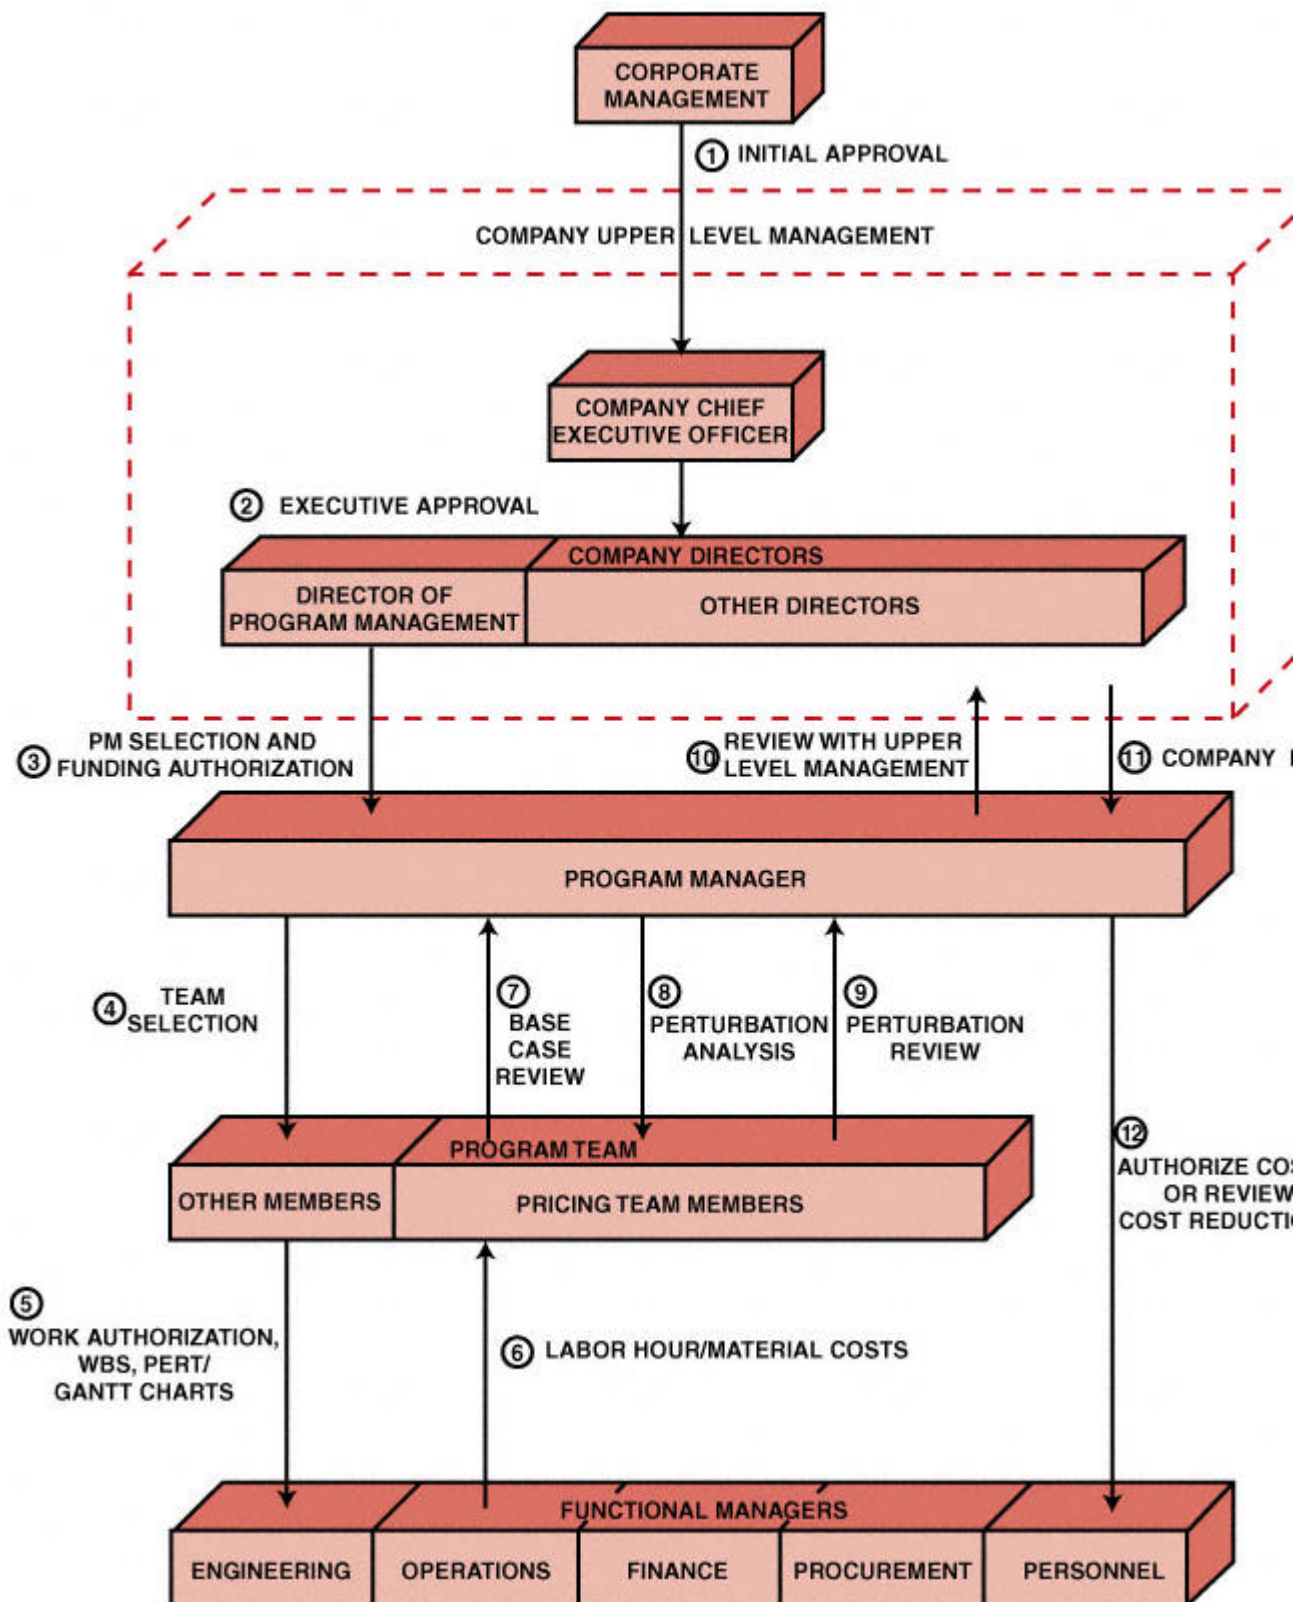 CORPORATE
MANAGEMENT
1 INITIAL APPROVAL
COMPANY UPPER LEVEL MANAGEMENT
COMPANY CHIEF
EXECUTIVE OFFICER
2 EXECUTIVE APPROVAL
COMPANY DIRECTORS
DIRECTOR OF
PROGRAM MANAGEMENT
OTHER DIRECTORS
3 PM SELECTION AND
FUNDING AUTHORIZATION
10 REVIEW WITH UPPER
LEVEL MANAGEMENT
11 COMPANY
PROGRAM MANAGER
4 TEAM
SELECTION
7
BASE
CASE
REVIEW
8
PERTURBATION
ANALYSIS
9
PERTURBATION
REVIEW
PROGRAM TEAM
OTHER MEMBERS
PRICING TEAM MEMBERS
12
AUTHORIZE
OR REVIEW
COST
5
WORK AUTHORIZATION,
WBS, PERT/
GANTT CHARTS
6 LABOR HOUR/MATERIAL COSTS
FUNCTIONAL MANAGERS
ENGINEERING
OPERATIONS
FINANCE
PROCUREMENT
PERSONNEL